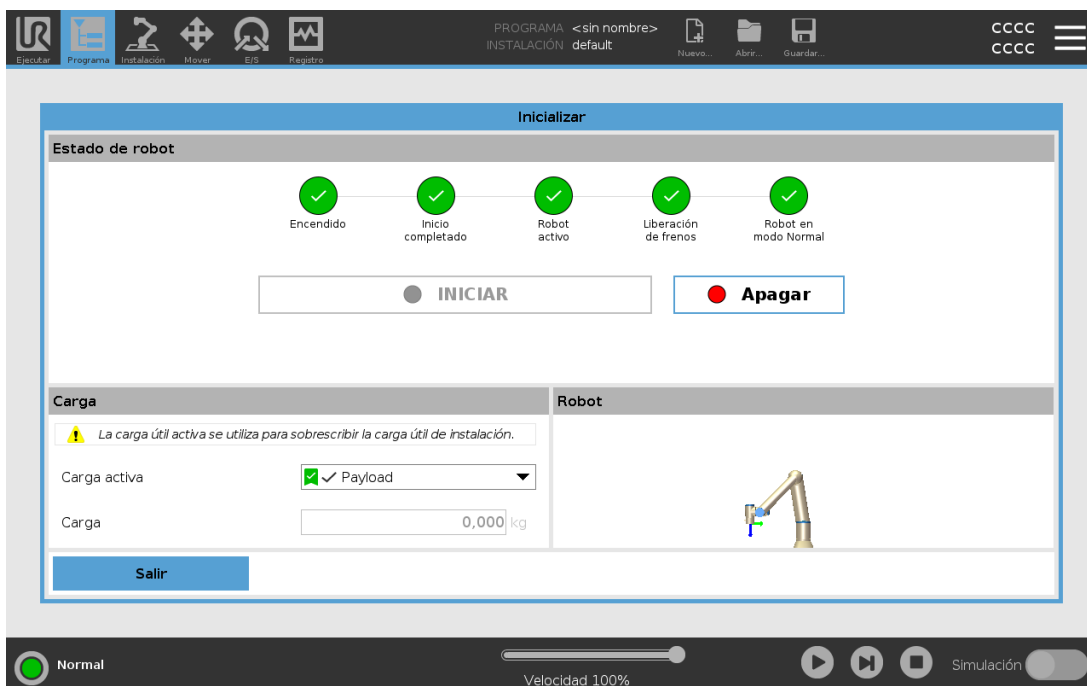 UR
PROGRAMA <sin nombre>
INSTALACIÓN default
CCCC
CCCC
Ejecutar Programa Instalación Mover E/S Registro Nuevo... Abrir... Guardar...
Inicializar
Estado de robot
Encendido
Inicio completado
Robot activo
Liberación de frenos
Robot en modo Normal
INICIAR
Apagar
Carga
Robot
La carga útil activa se utiliza para sobrescribir la carga útil de instalación.
Carga activa
Payload
Carga
0,000 kg
Salir
Normal
Velocidad 100%
Simulación